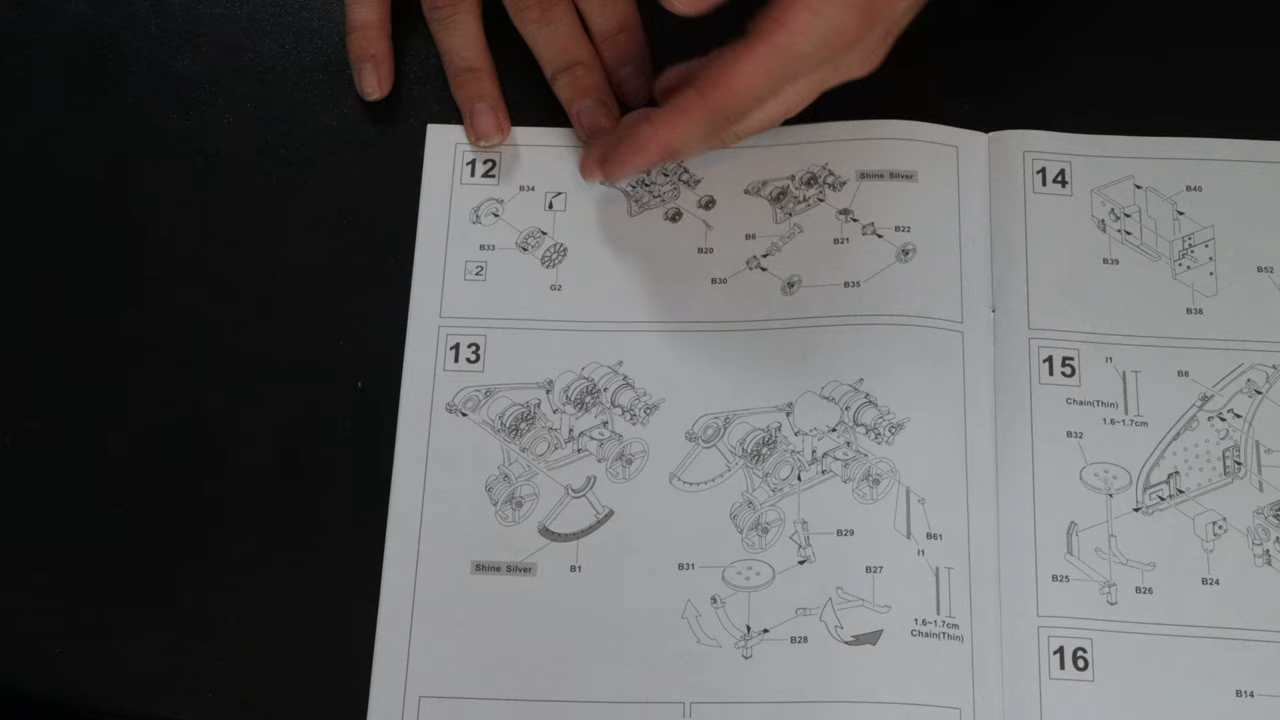 12
B34
B33
x2
G2
B20
Shine Silver
B6
B21
B22
B30
B35
13
Shine Silver
B1
B29
B61
I1
B31
B27
B28
1.6~1.7cm
Chain(Thin)
14
B40
B39
B38
B52
15
I1
Chain(Thin)
1.6~1.7cm
B8
B32
B25
B26
B24
16
B14